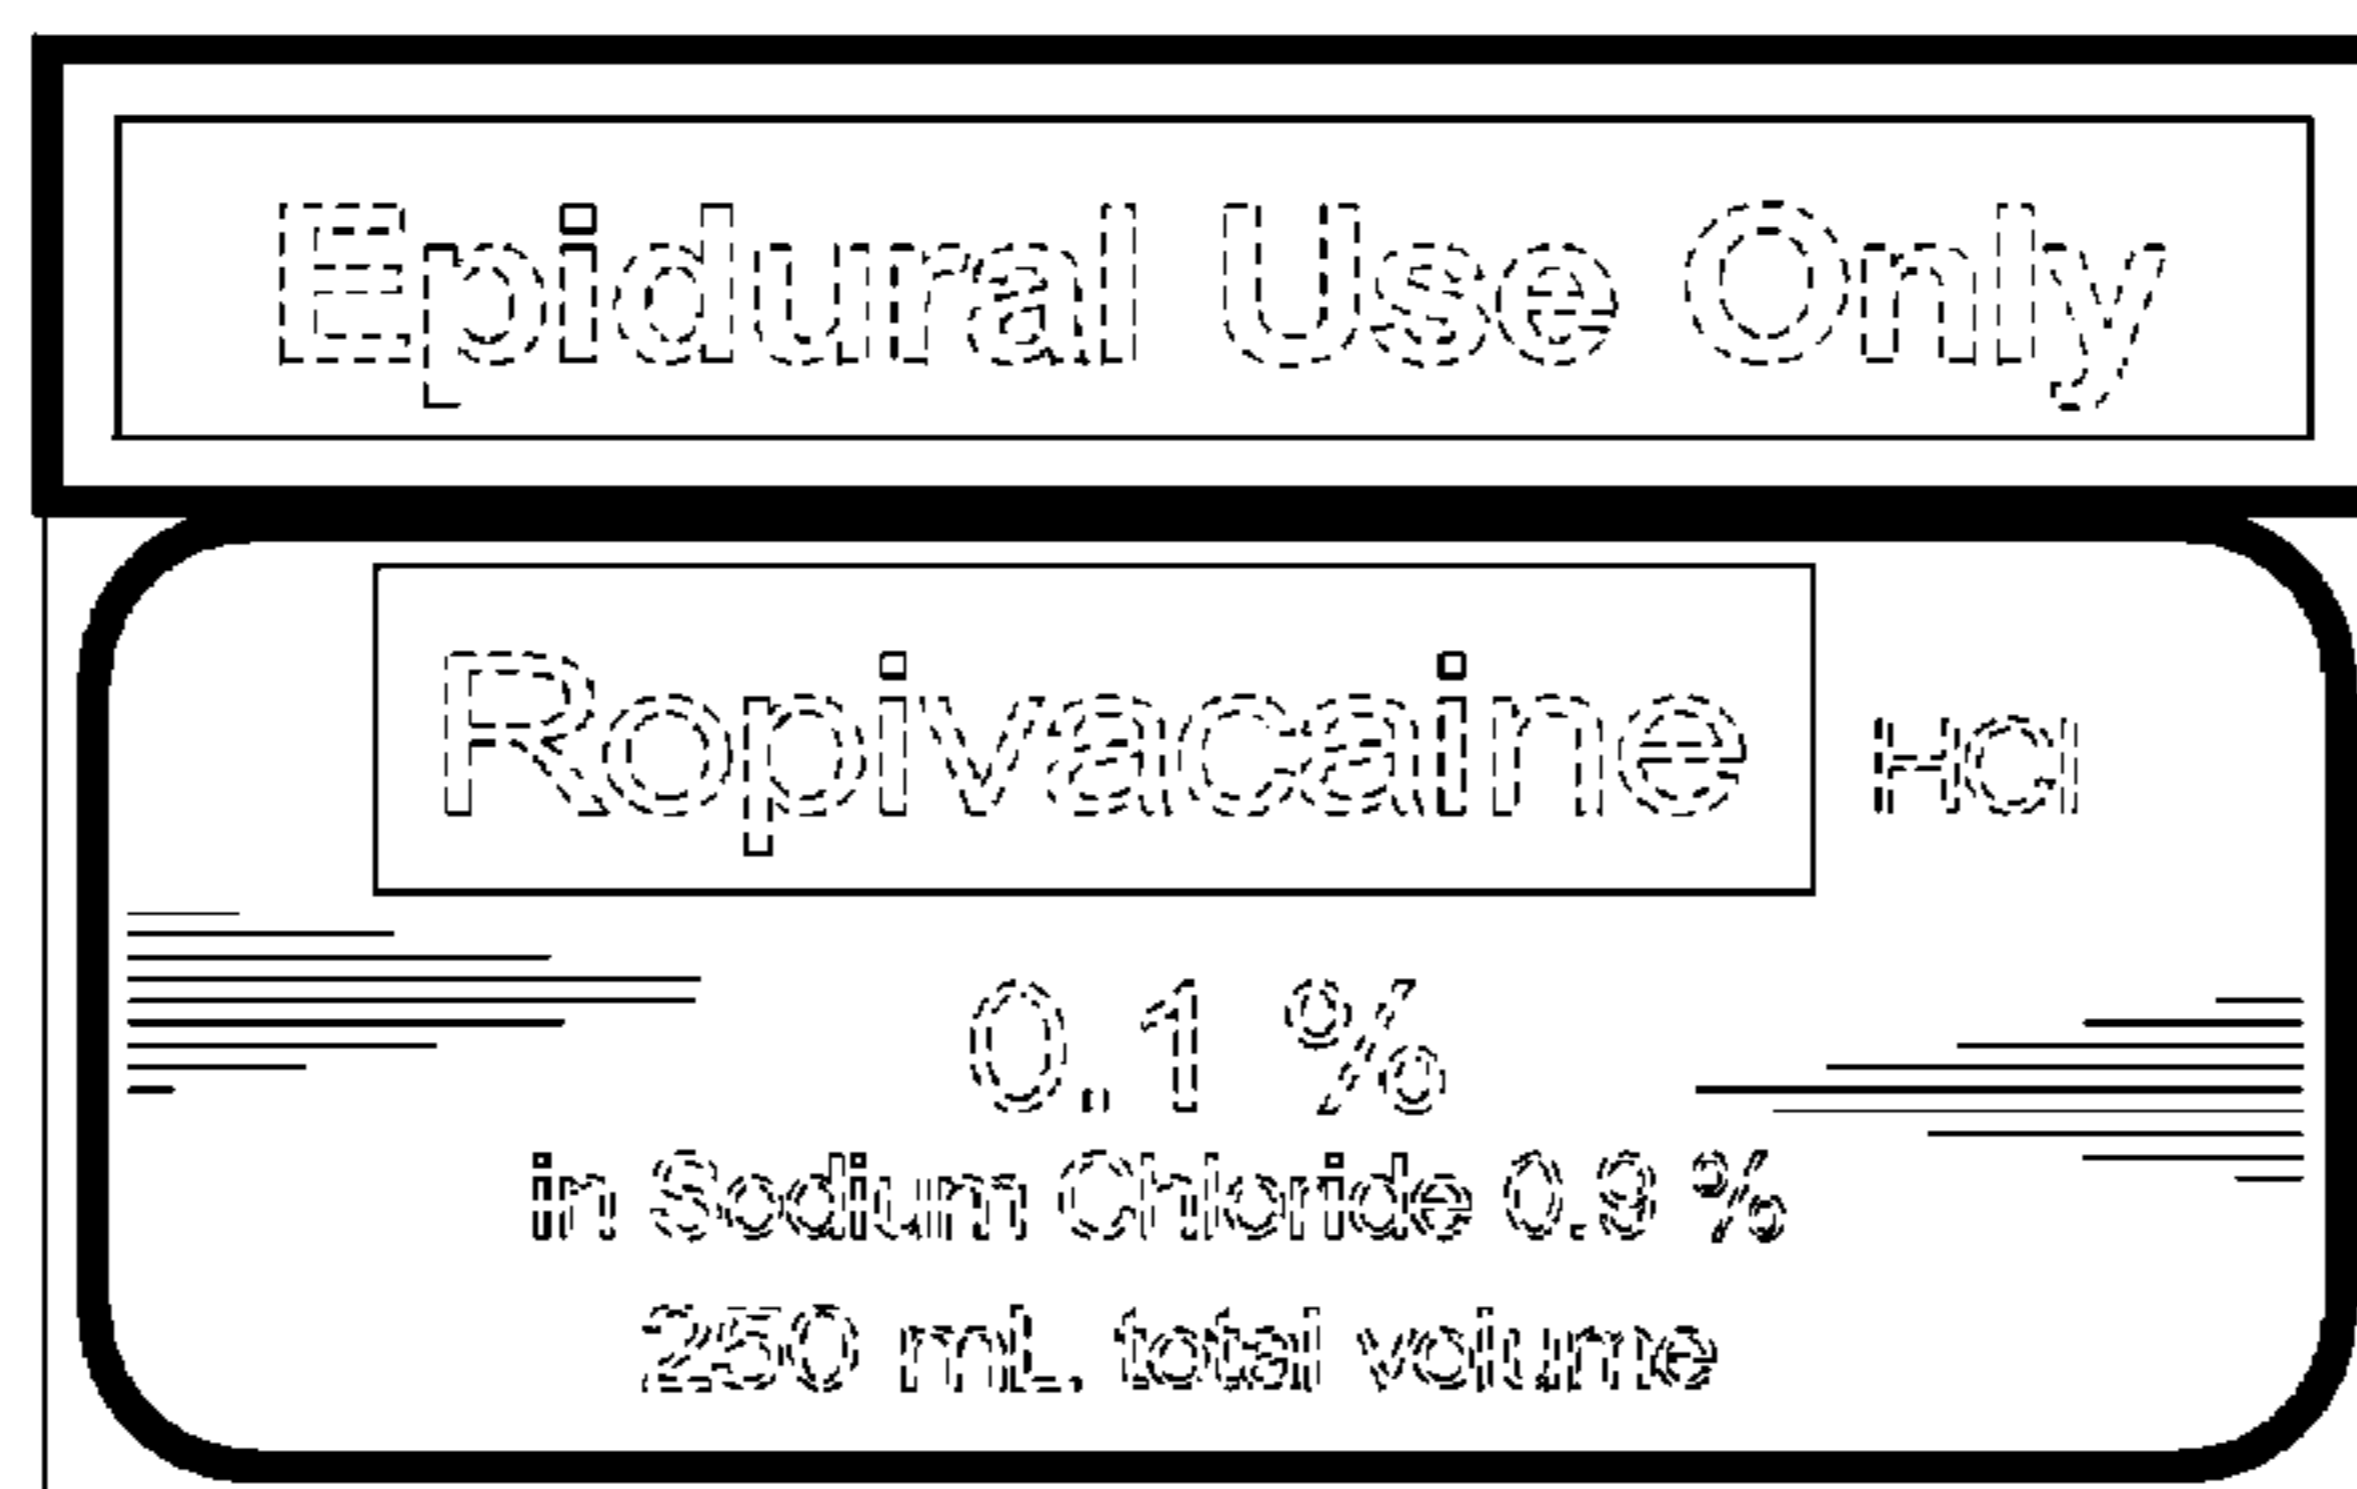 Epidural Use Only
Ropivacaine HCl
0.1 %
in Sodium Chloride 0.9 %
250 mL total volume